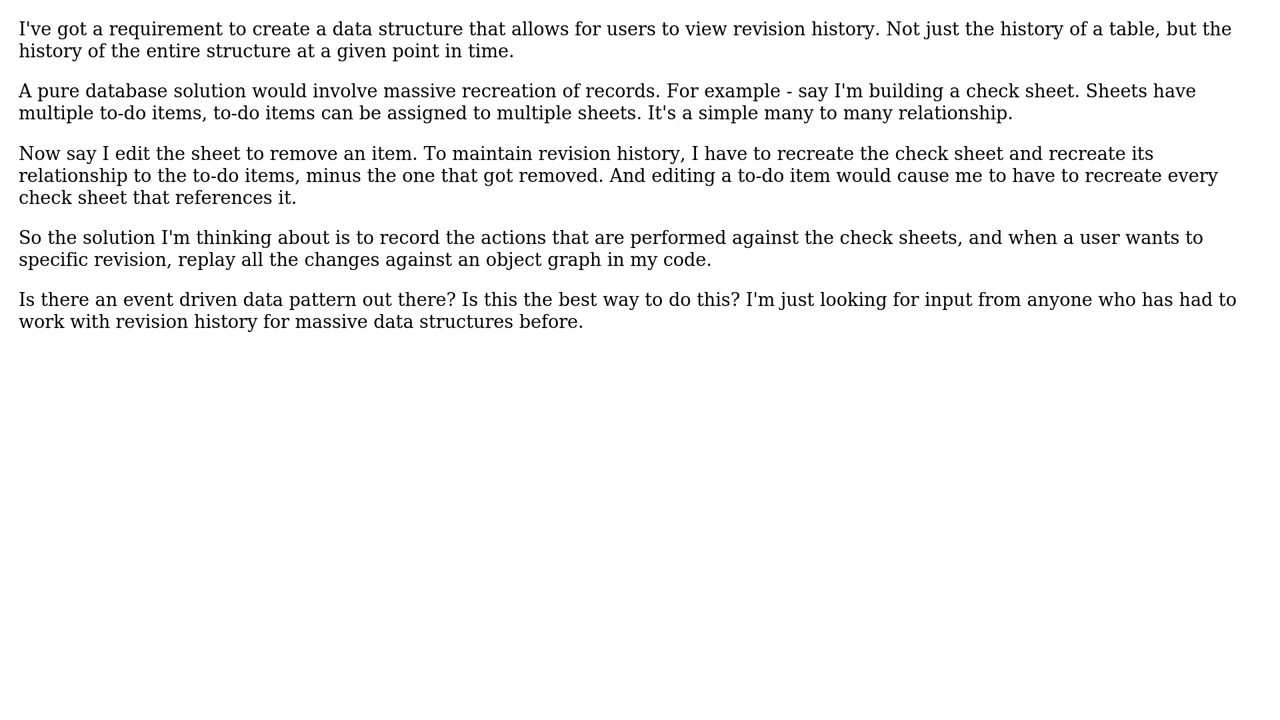 I've got a requirement to create a data structure that allows for users to view revision history. Not just the history of a table, but the
history of the entire structure at a given point in time.
A pure database solution would involve massive recreation of records. For example - say I'm building a check sheet. Sheets have
multiple to-do items, to-do items can be assigned to multiple sheets. It's a simple many to many relationship.
Now say I edit the sheet to remove an item. To maintain revision history, I have to recreate the check sheet and recreate its
relationship to the to-do items, minus the one that got removed. And editing a to-do item would cause me to have to recreate every
check sheet that references it.
So the solution I'm thinking about is to record the actions that are performed against the check sheets, and when a user wants to
specific revision, replay all the changes against an object graph in my code.
Is there an event driven data pattern out there? Is this the best way to do this? I'm just looking for input from anyone who has had to
work with revision history for massive data structures before.